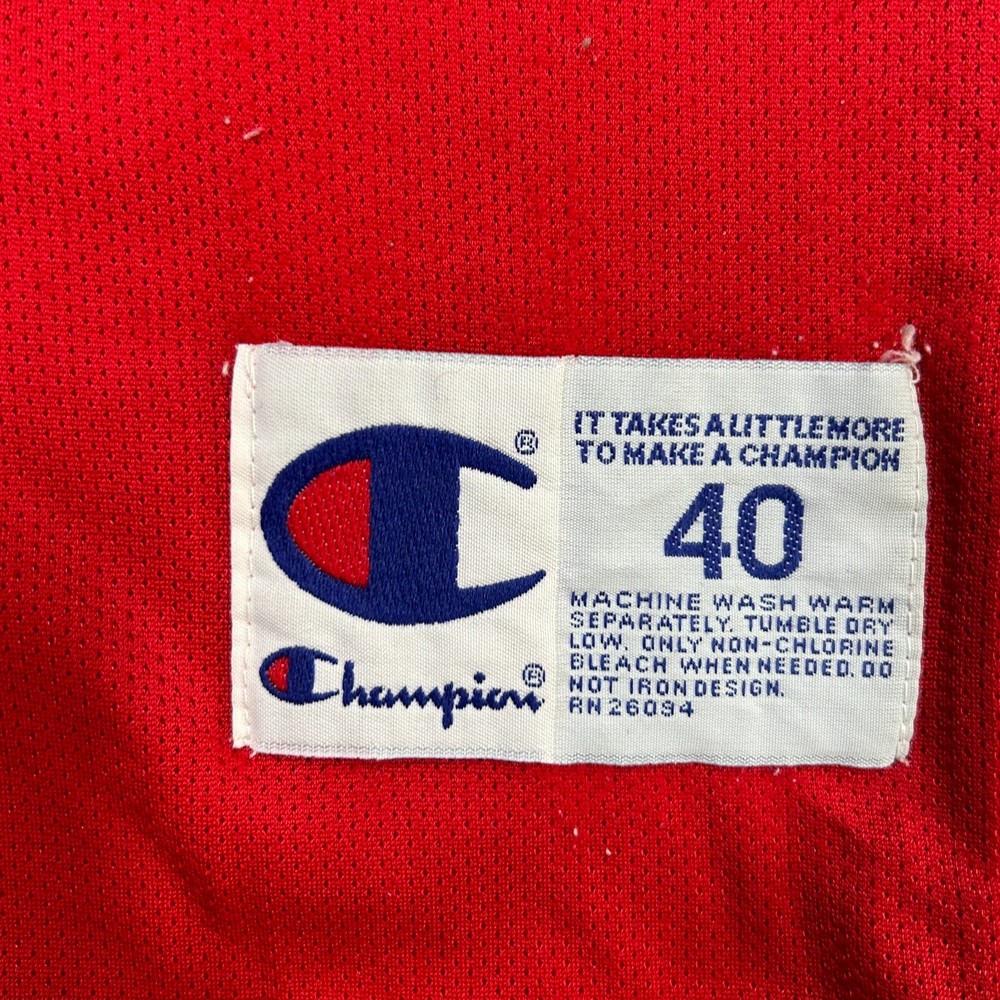 ®
Champion®
IT TAKES A LITTLE MORE
TO MAKE A CHAMPION
40
MACHINE WASH WARM
SEPARATELY. TUMBLE DRY
LOW. ONLY NON-CHLORINE
BLEACH WHEN NEEDED. DO
NOT IRON DESIGN.
RN 26094